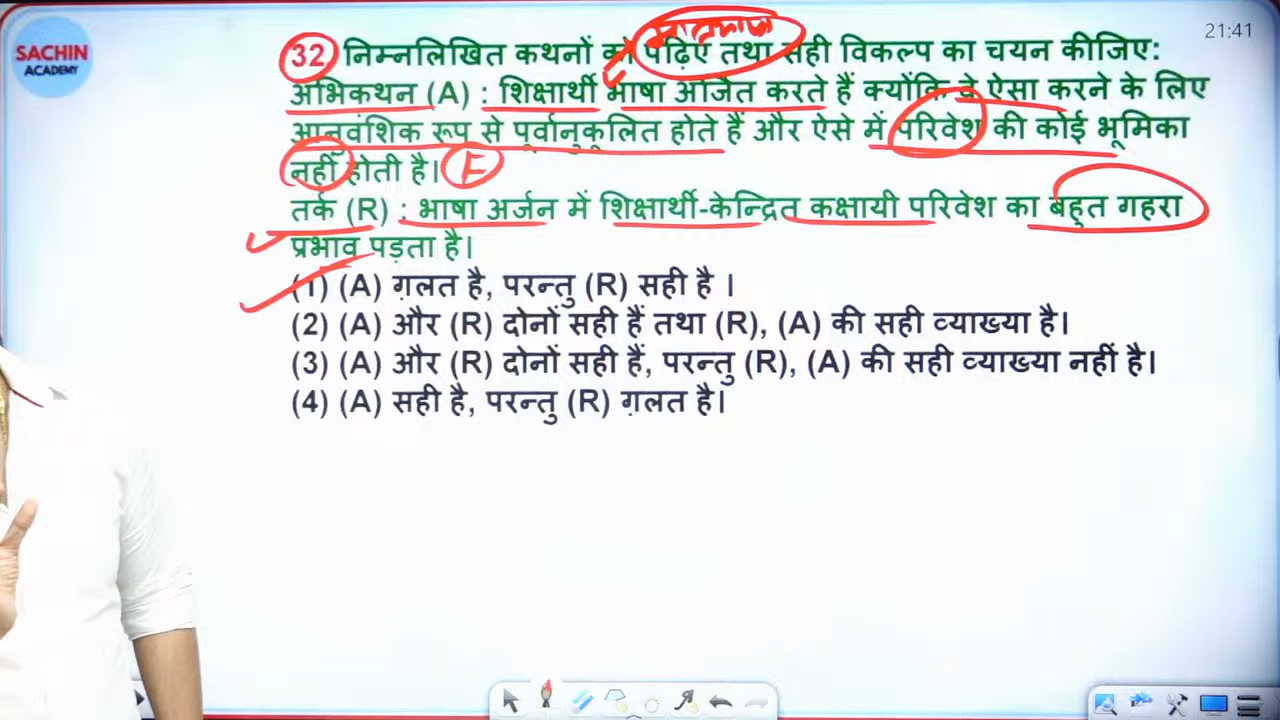 SACHIN
ACADEMY
21:41
मातृभाषा
32 निम्नलिखित कथनों को पढ़िए तथा सही विकल्प का चयन कीजिए:
अभिकथन (A) : शिक्षार्थी भाषा अर्जित करते हैं क्योंकि वे ऐसा करने के लिए
आनुवंशिक रूप से पूर्वानुकूलित होते हैं और ऐसे में परिवेश की कोई भूमिका
नहीं होती है। F
तर्क (R) : भाषा अर्जन में शिक्षार्थी-केन्द्रित कक्षायी परिवेश का बहुत गहरा
प्रभाव पड़ता है।
(1) (A) ग़लत है, परन्तु (R) सही है ।
(2) (A) और (R) दोनों सही हैं तथा (R), (A) की सही व्याख्या है।
(3) (A) और (R) दोनों सही हैं, परन्तु (R), (A) की सही व्याख्या नहीं है।
(4) (A) सही है, परन्तु (R) ग़लत है।